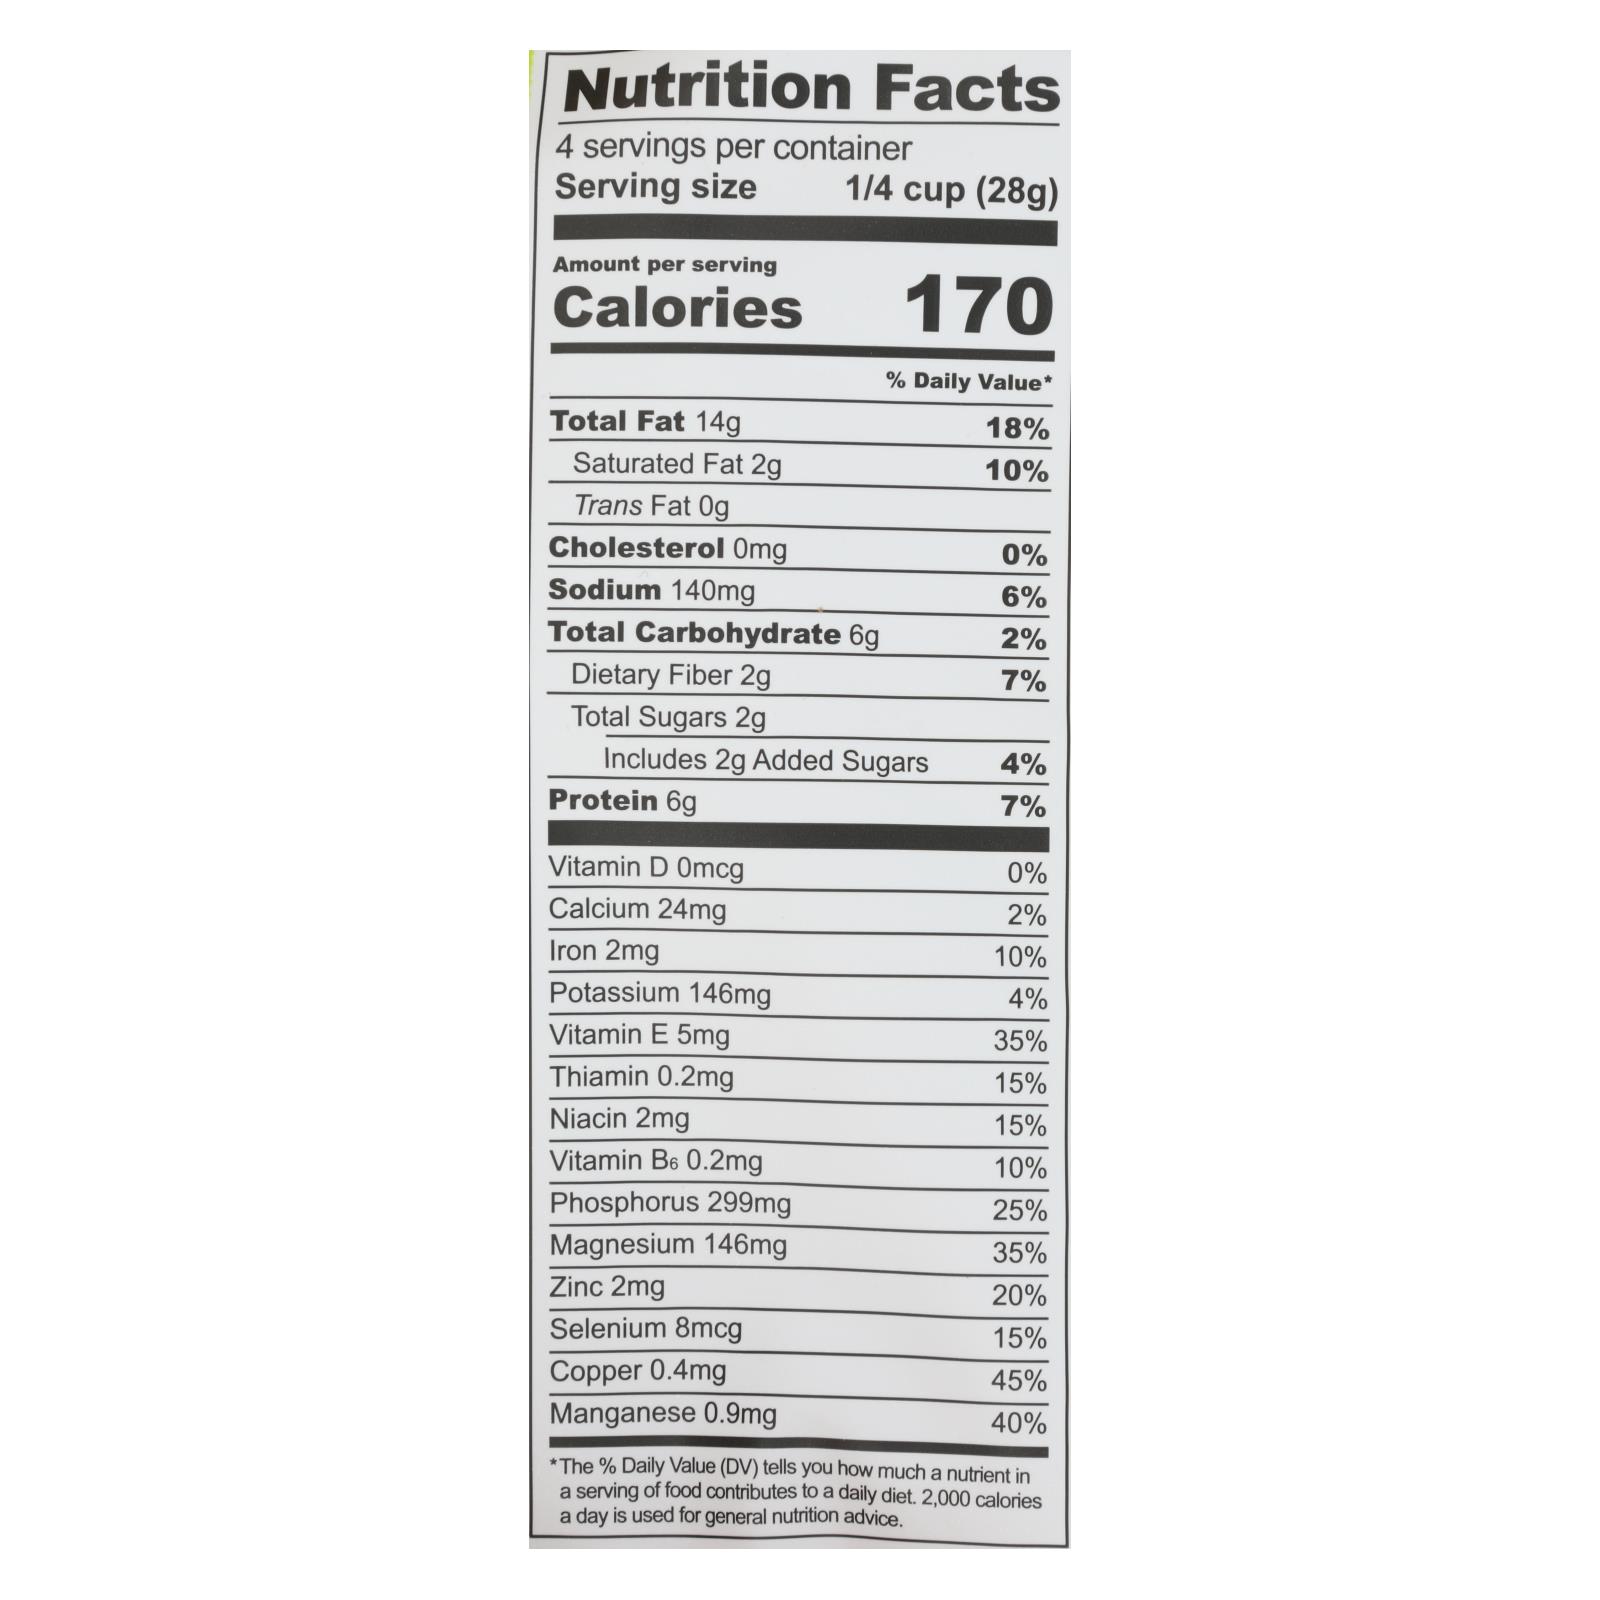 Nutrition Facts
4 servings per container
Serving size 1/4 cup (28g)
Amount per serving
Calories 170
% Daily Value*
Total Fat 14g 18%
Saturated Fat 2g 10%
Trans Fat 0g
Cholesterol 0mg 0%
Sodium 140mg 6%
Total Carbohydrate 6g 2%
Dietary Fiber 2g 7%
Total Sugars 2g
Includes 2g Added Sugars 4%
Protein 6g 7%
Vitamin D 0mcg 0%
Calcium 24mg 2%
Iron 2mg 10%
Potassium 146mg 4%
Vitamin E 5mg 35%
Thiamin 0.2mg 15%
Niacin 2mg 15%
Vitamin B₆ 0.2mg 10%
Phosphorus 299mg 25%
Magnesium 146mg 35%
Zinc 2mg 20%
Selenium 8mcg 15%
Copper 0.4mg 45%
Manganese 0.9mg 40%
*The % Daily Value (DV) tells you how much a nutrient in
a serving of food contributes to a daily diet. 2,000 calories
a day is used for general nutrition advice.